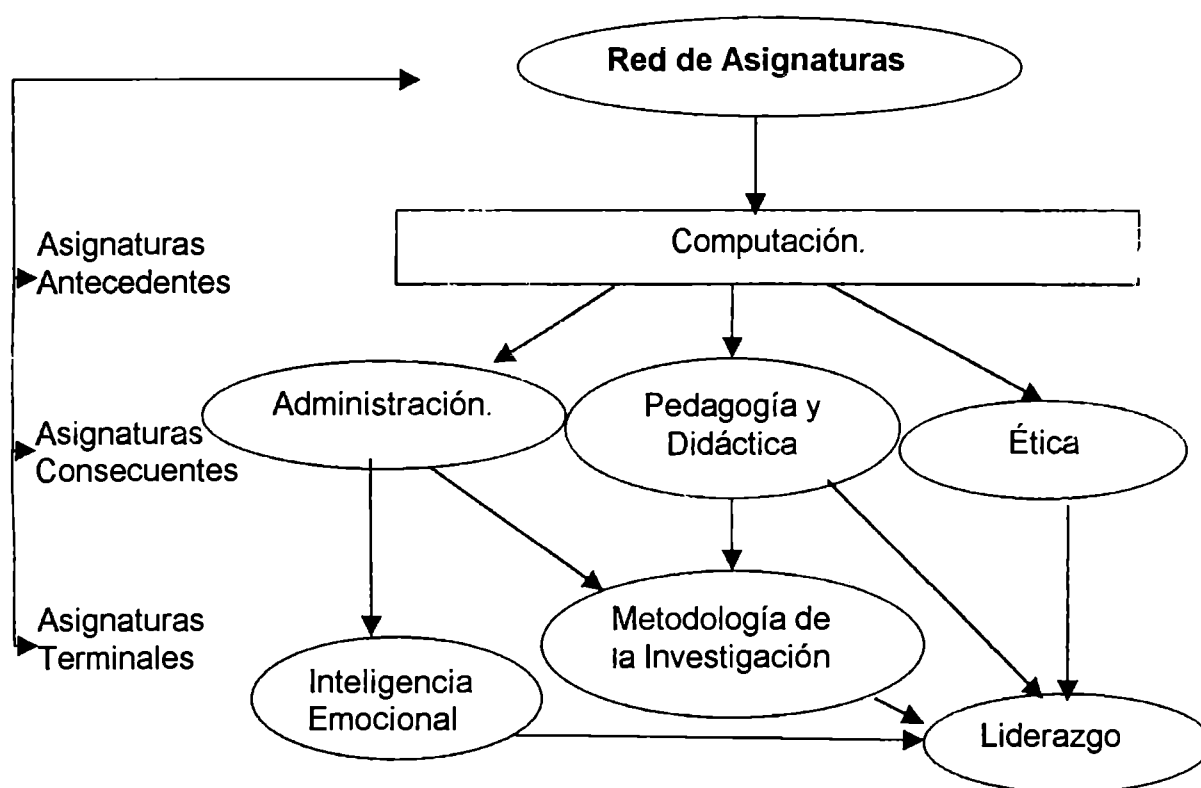 Red de Asignaturas
Computación.
Asignaturas
Antecedentes
Administración.
Pedagogía y
Didáctica
Ética
Asignaturas
Consecuentes
Metodología de
la Investigación
Asignaturas
Terminales
Inteligencia
Emocional
Liderazgo